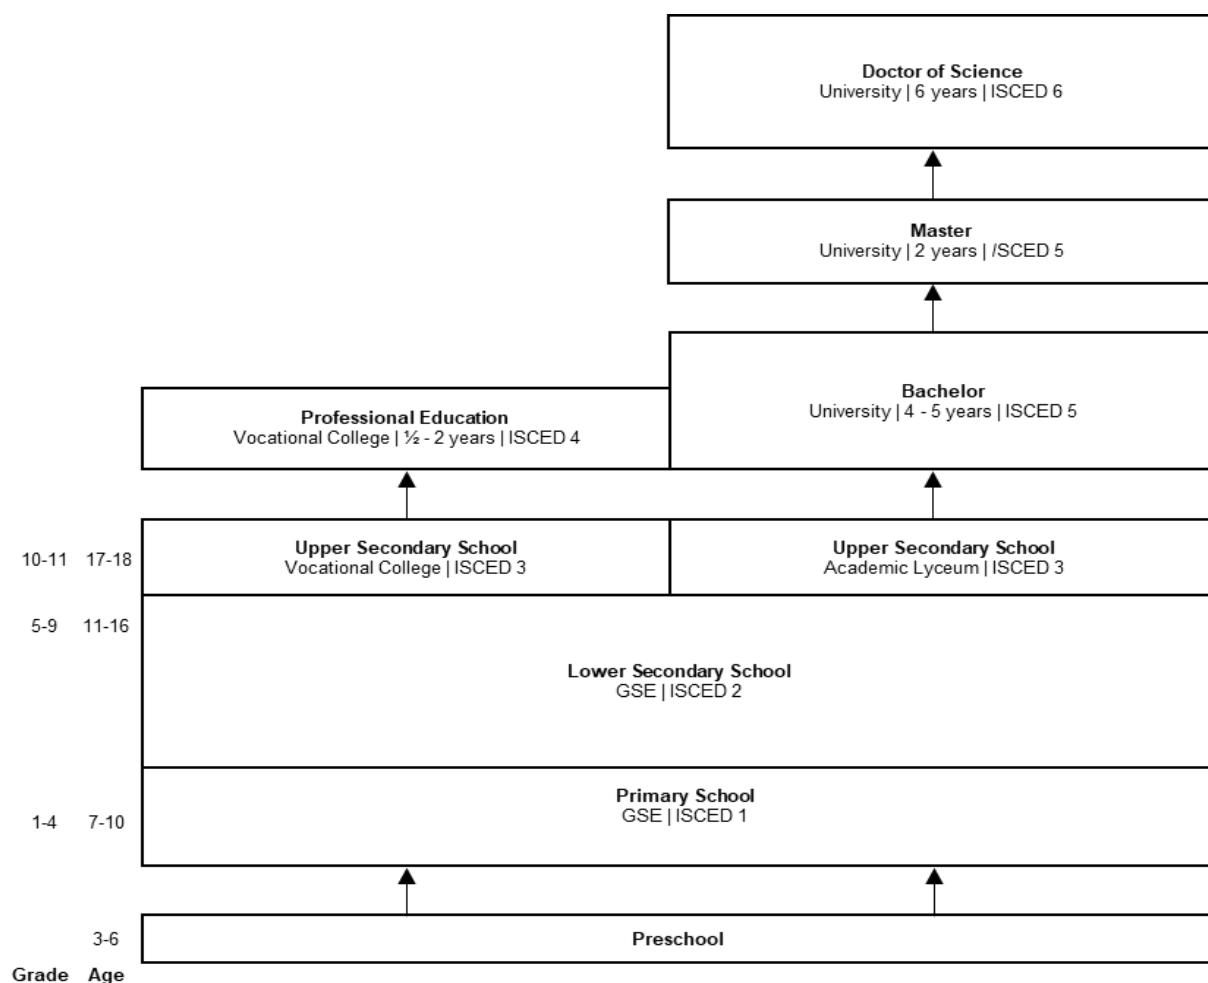 Doctor of Science
University | 6 years | ISCED 6
Master
University | 2 years | ISCED 5
Bachelor
University | 4 - 5 years | ISCED 5
Professional Education
Vocational College | ½ - 2 years | ISCED 4
10-11 17-18
Upper Secondary School
Vocational College | ISCED 3
Upper Secondary School
Academic Lyceum | ISCED 3
5-9 11-16
Lower Secondary School
GSE | ISCED 2
Primary School
GSE | ISCED 1
1-4 7-10
3-6
Preschool
Grade Age